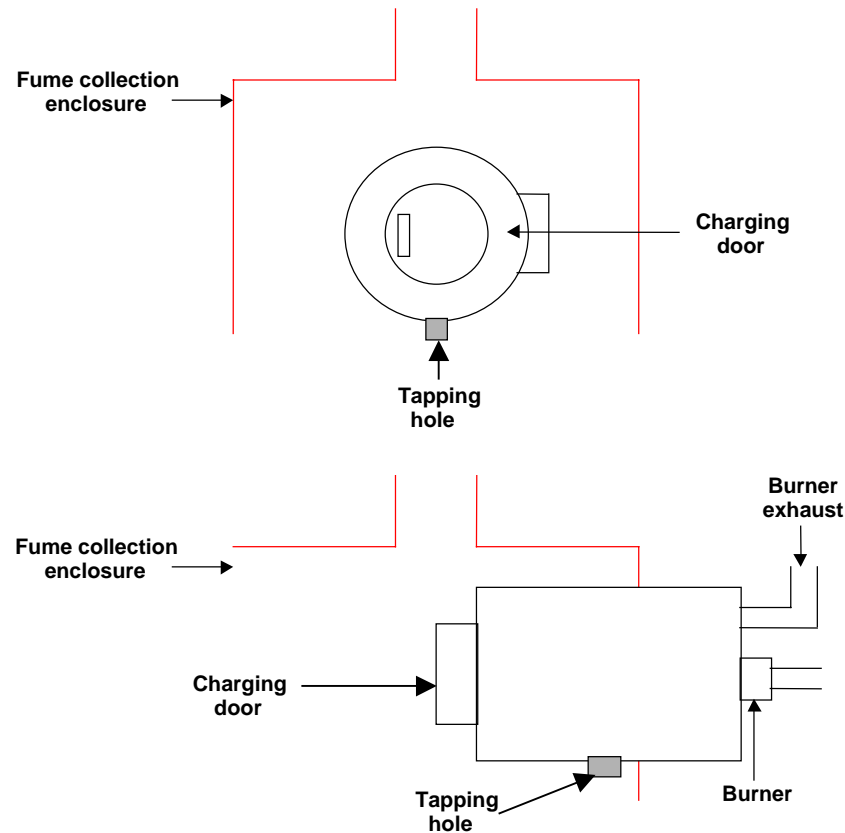 Fume collection
enclosure
Charging
door
Tapping
hole
Burner
exhaust
Fume collection
enclosure
Charging
door
Tapping
hole
Burner